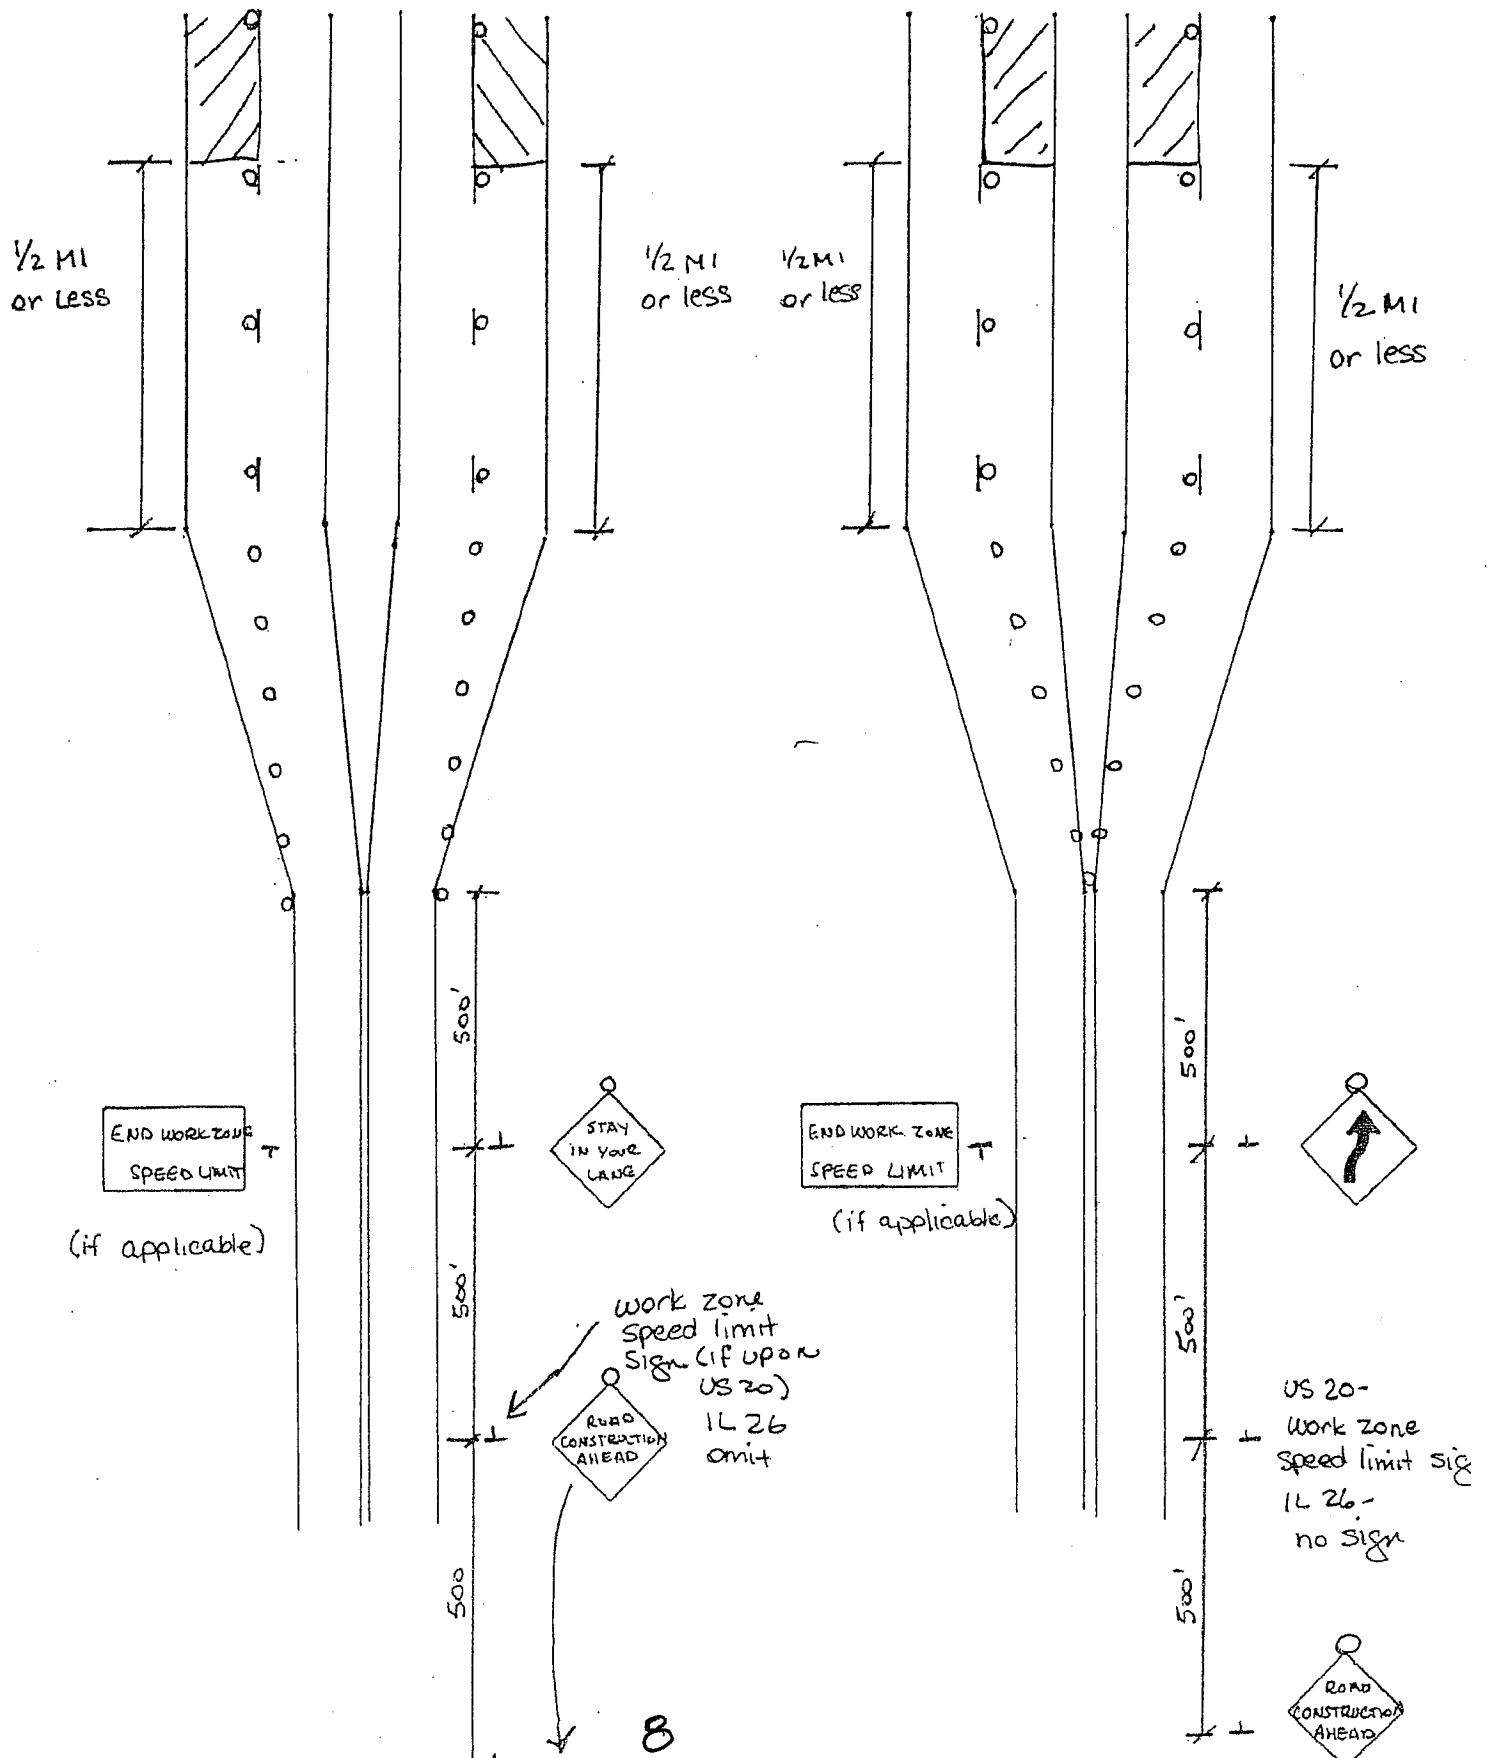 1/2 MI
or Less
1/2 MI
or less
1/2 MI
or less
1/2 MI
or less
500'
500'
END WORK ZONE
SPEED LIMIT
(if applicable)
STAY
IN YOUR
LANE
END WORK ZONE
SPEED LIMIT
(if applicable)
500'
work zone
speed limit
sign (if upon
US 20)
IL 26
omit
ROAD
CONSTRUCTION
AHEAD
500'
US 20-
Work zone
speed limit sig
IL 26-
no sign
500
500'
ROAD
CONSTRUCTION
AHEAD
8